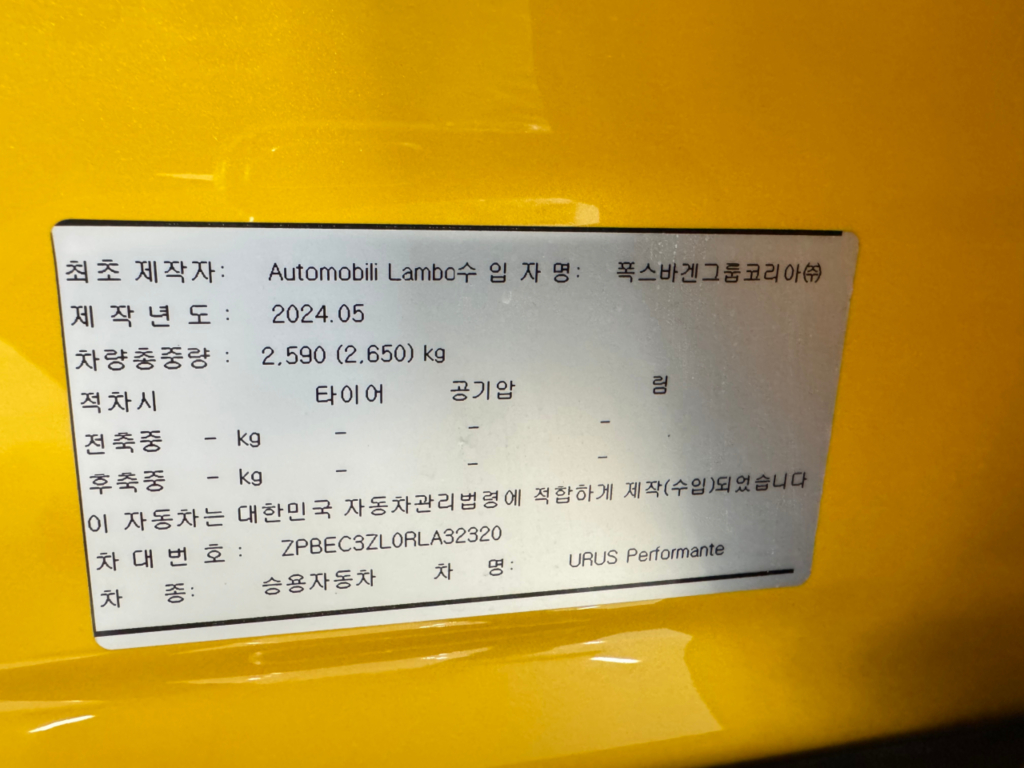 최초 제작자: Automobili Lambo수 입 자 명: 폭스바겐그룹코리아㈜
제 작 년 도 : 2024.05
차량총중량 : 2,590 (2,650) kg
적차시 타이어 공기압 림
전축중 - kg - - -
후축중 - kg - - -
이 자동차는 대한민국 자동차관리법령에 적합하게 제작(수입)되었습니다
차 대 번 호 : ZPBEC3ZL0RLA32320
차 종: 승용자동차 차 명: URUS Performante